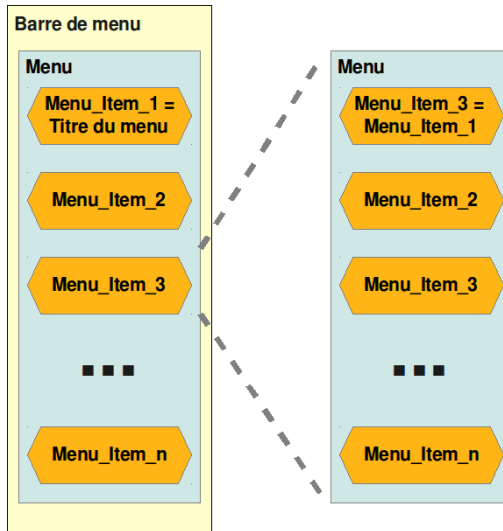 Barre de menu
Menu
Menu_Item_1 =
Titre du menu
Menu_Item_2
Menu_Item_3
Menu_Item_n
Menu
Menu_Item_3 =
Menu_Item_1
Menu_Item_2
Menu_Item_3
Menu_Item_n